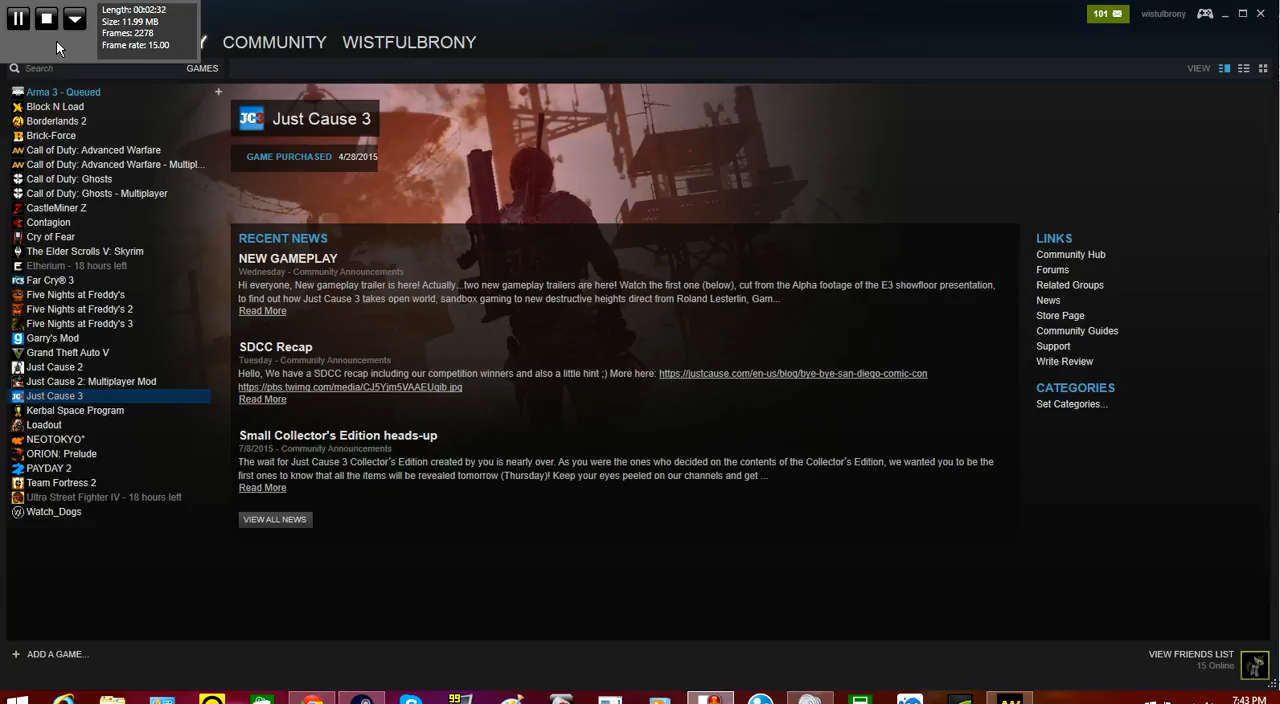 Length: 00:02:32
Size: 11.99 MB
Frames: 2278
Frame rate: 15.00
101
wistulbrony
Y COMMUNITY WISTFULBRONY
Search
GAMES
VIEW
Arma 3 - Queued
+
Block N Load
Borderlands 2
Brick-Force
Call of Duty: Advanced Warfare
Call of Duty: Advanced Warfare - Multipl...
Call of Duty: Ghosts
Call of Duty: Ghosts - Multiplayer
CastleMiner Z
Contagion
Cry of Fear
The Elder Scrolls V: Skyrim
Etherium - 18 hours left
Far Cry® 3
Five Nights at Freddy's
Five Nights at Freddy's 2
Five Nights at Freddy's 3
Garry's Mod
Grand Theft Auto V
Just Cause 2
Just Cause 2: Multiplayer Mod
Just Cause 3
Kerbal Space Program
Loadout
NEOTOKYO°
ORION: Prelude
PAYDAY 2
Team Fortress 2
Ultra Street Fighter IV - 18 hours left
Watch_Dogs
JC3 Just Cause 3
GAME PURCHASED 4/28/2015
RECENT NEWS
NEW GAMEPLAY
Wednesday - Community Announcements
Hi everyone, New gameplay trailer is here! Actually...two new gameplay trailers are here! Watch the first one (below), cut from the Alpha footage of the E3 showfloor presentation,
to find out how Just Cause 3 takes open world, sandbox gaming to new destructive heights direct from Roland Lesterlin, Gam...
Read More
SDCC Recap
Tuesday - Community Announcements
Hello, We have a SDCC recap including our competition winners and also a little hint ;) More here: https://justcause.com/en-us/blog/bye-bye-san-diego-comic-con
https://pbs.twimg.com/media/CJ5Yjm5VAAEUgib.jpg
Read More
Small Collector's Edition heads-up
7/8/2015 - Community Announcements
The wait for Just Cause 3 Collector's Edition created by you is nearly over. As you were the ones who decided on the contents of the Collector's Edition, we wanted you to be the
first ones to know that all the items will be revealed tomorrow (Thursday)! Keep your eyes peeled on our channels and get ...
Read More
VIEW ALL NEWS
LINKS
Community Hub
Forums
Related Groups
News
Store Page
Community Guides
Support
Write Review
CATEGORIES
Set Categories...
+ ADD A GAME...
VIEW FRIENDS LIST
15 Online
99
7:43 PM